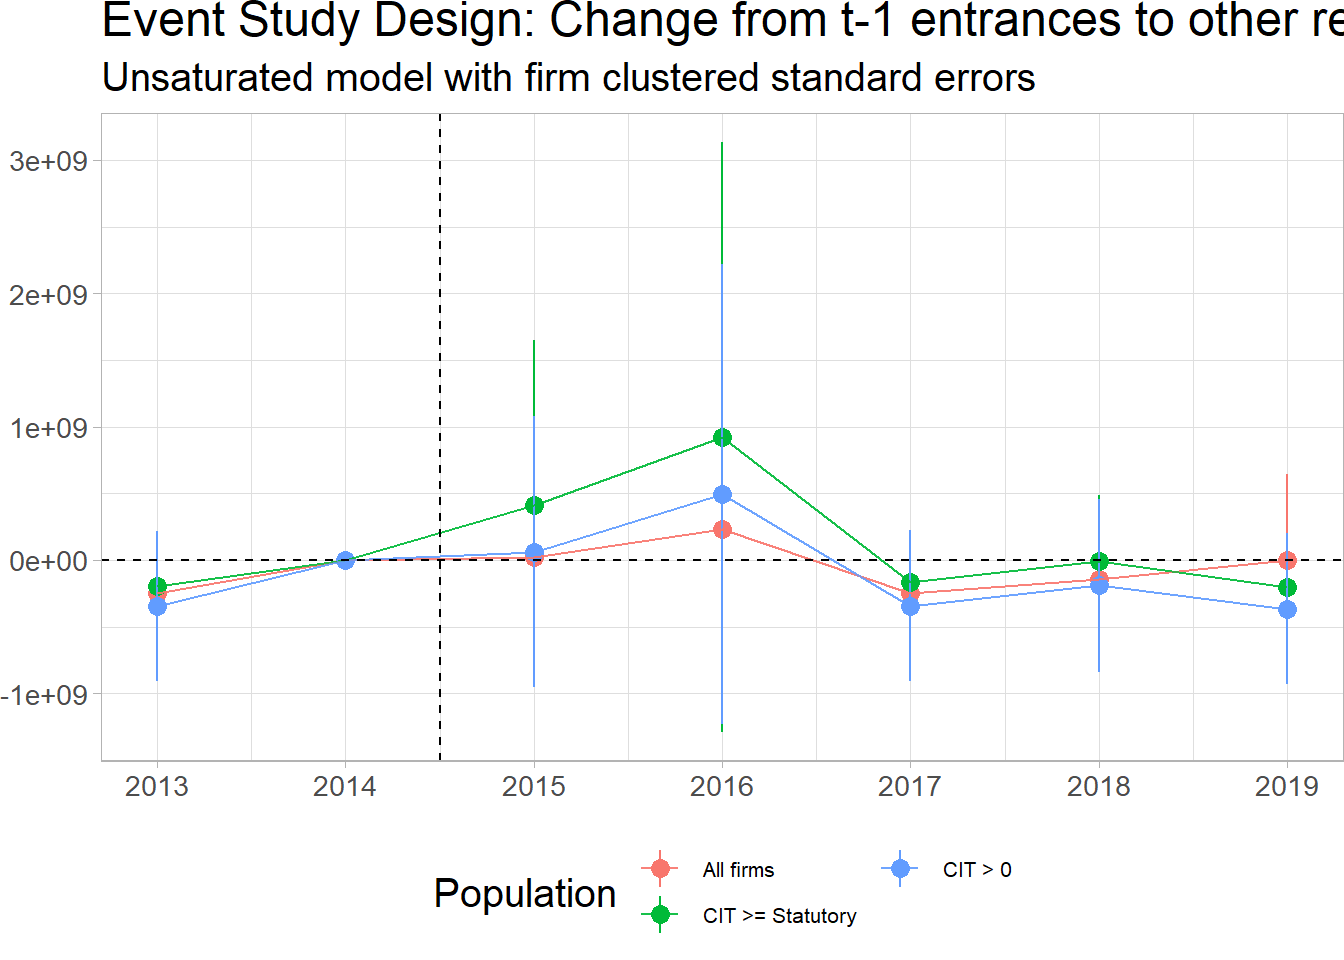 Event Study Design: Change from t-1 entrances to other re
Unsaturated model with firm clustered standard errors
3e+09
2e+09
1e+09
0e+00
-1e+09
2013 2014 2015 2016 2017 2018 2019
Population
All firms
CIT >= Statutory
CIT > 0